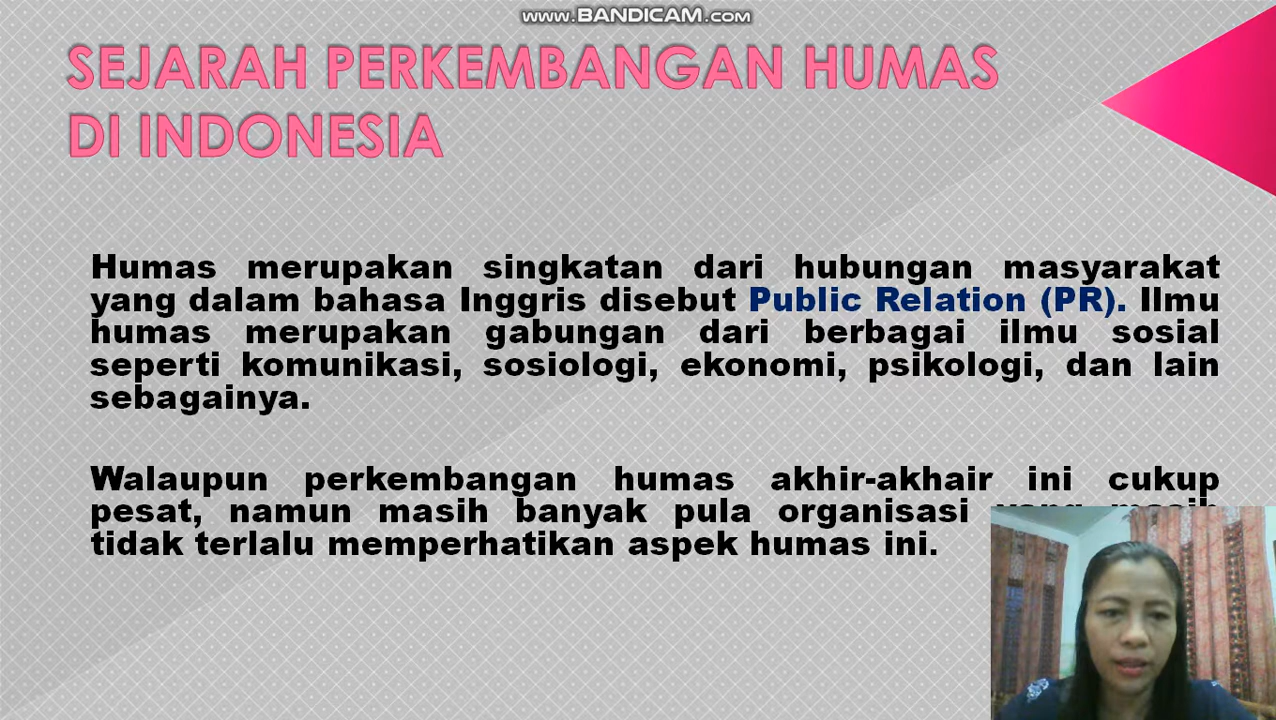 WWW.BANDICAM.COM
SEJARAH PERKEMBANGAN HUMAS
DI INDONESIA
Humas merupakan singkatan dari hubungan masyarakat
yang dalam bahasa Inggris disebut Public Relation (PR). Ilmu
humas merupakan gabungan dari berbagai ilmu sosial
seperti komunikasi, sosiologi, ekonomi, psikologi, dan lain
sebagainya.
Walaupun perkembangan humas akhir-akhair ini cukup
pesat, namun masih banyak pula organisasi yang masih
tidak terlalu memperhatikan aspek humas ini.